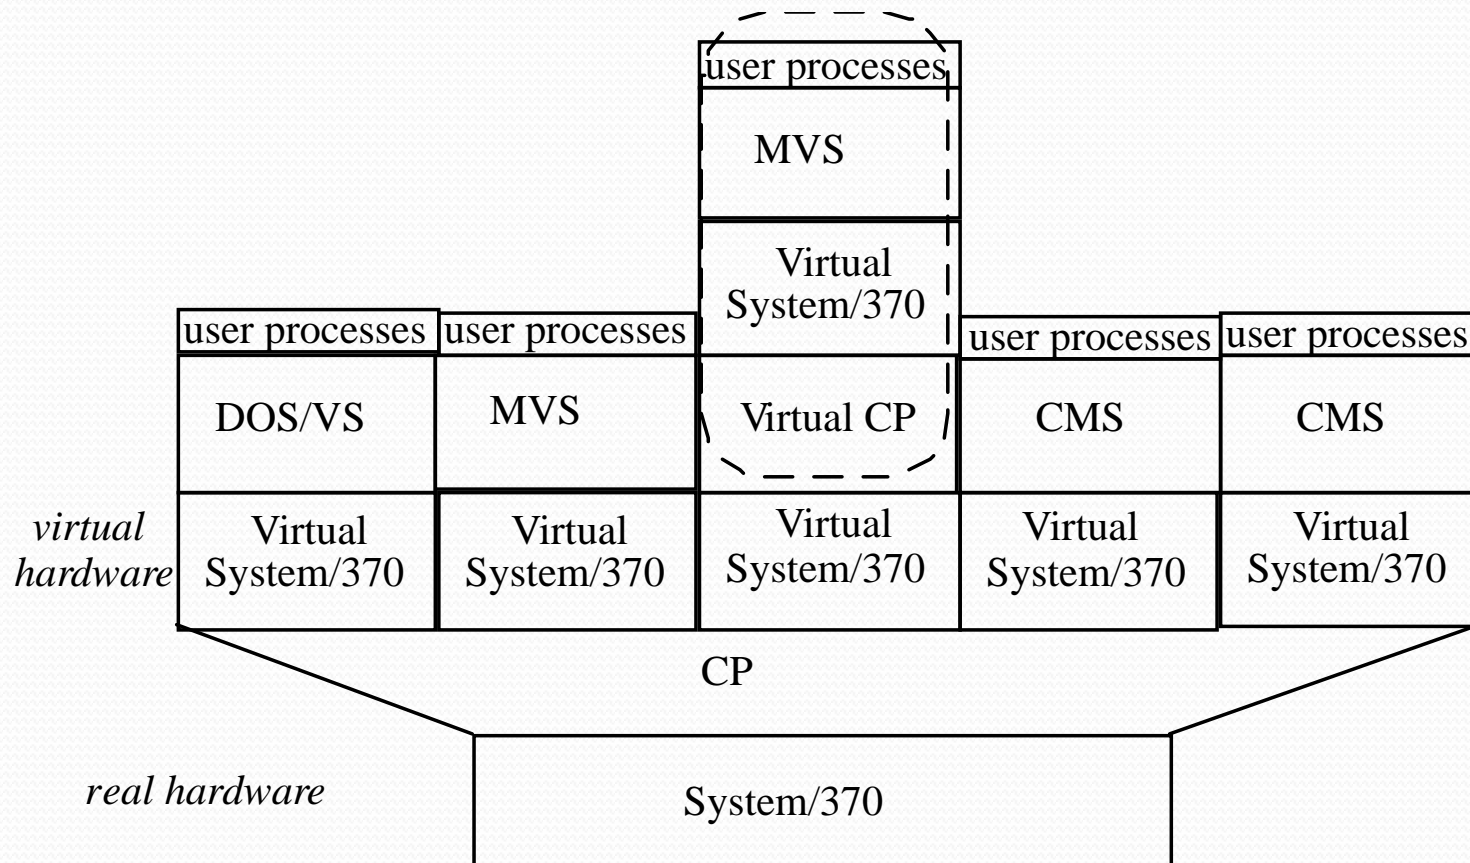 user processes
MVS
Virtual
System/370
user processes
user processes
user processes
user processes
DOS/VS
MVS
Virtual CP
CMS
CMS
virtual
hardware
Virtual
System/370
Virtual
System/370
Virtual
System/370
Virtual
System/370
Virtual
System/370
CP
real hardware
System/370